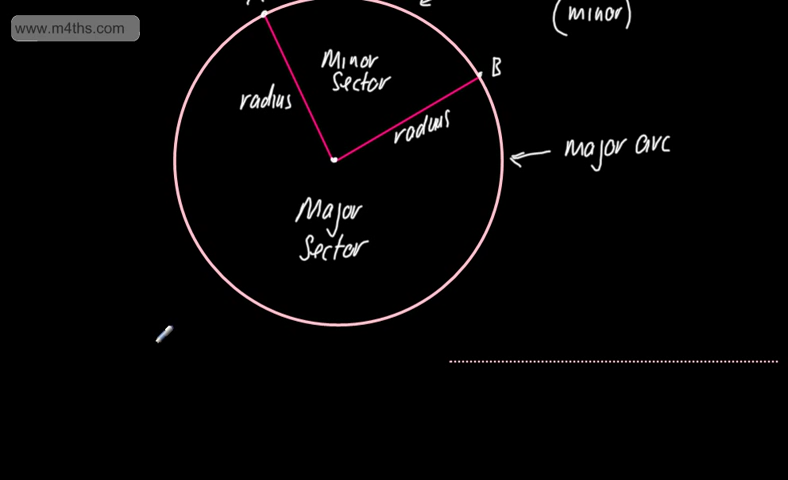 www.m4ths.com
(minor)
Minor
Sector
B
radius
radius
major arc
Major
Sector